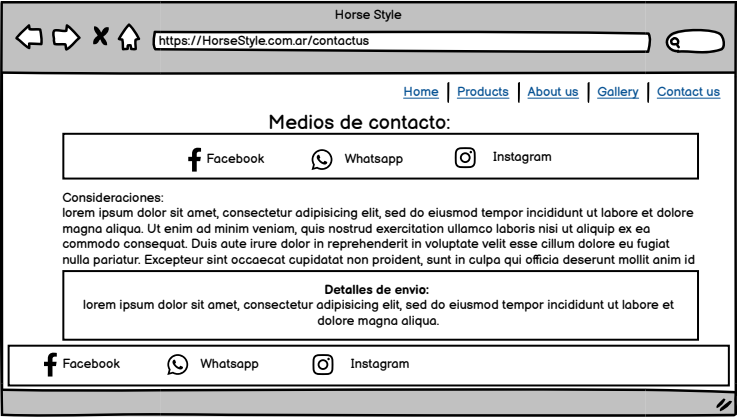 Horse Style
https://HorseStyle.com.ar/contactus
Home Products About us Gallery Contact us
Medios de contacto:
Facebook Whatsapp Instagram
Consideraciones:
lorem ipsum dolor sit amet, consectetur adipisicing elit, sed do eiusmod tempor incididunt ut labore et dolore
magna aliqua. Ut enim ad minim veniam, quis nostrud exercitation ullamco laboris nisi ut aliquip ex ea
commodo consequat. Duis aute irure dolor in reprehenderit in voluptate velit esse cillum dolore eu fugiat
nulla pariatur. Excepteur sint occaecat cupidatat non proident, sunt in culpa qui officia deserunt mollit anim id
Detalles de envio:
lorem ipsum dolor sit amet, consectetur adipisicing elit, sed do eiusmod tempor incididunt ut labore et
dolore magna aliqua.
Facebook Whatsapp Instagram